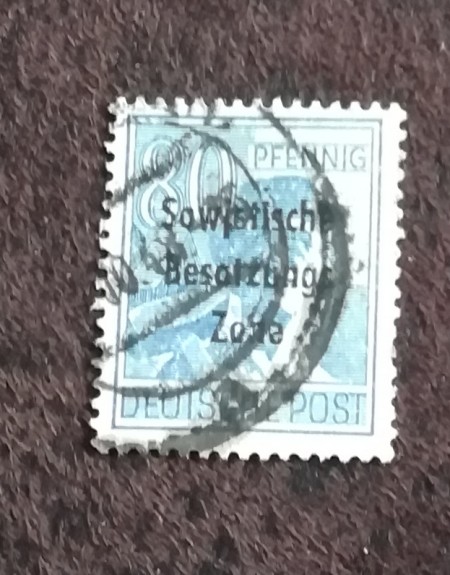 80 PFENNIG
Sowjetische
Besatzungs
Zone
DEUTSCHE POST